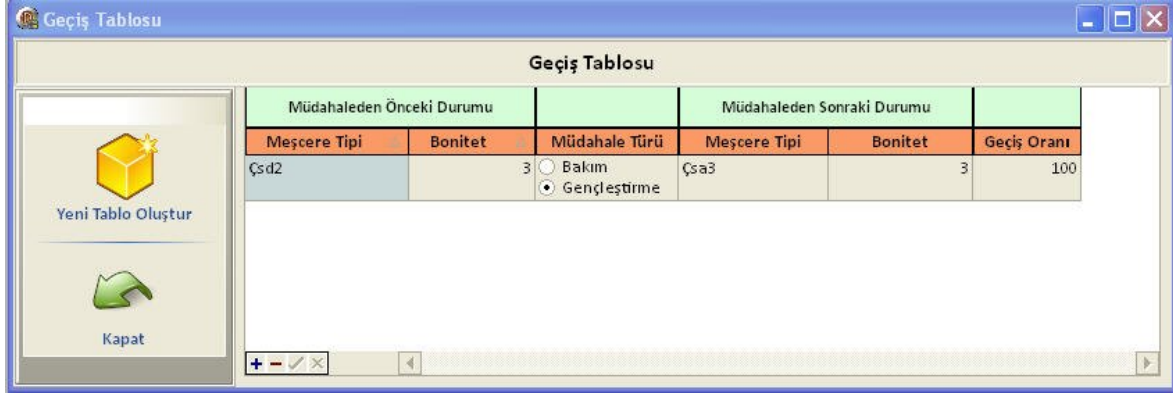 Geçiş Tablosu
Geçiş Tablosu
Müdahaleden Önceki Durumu Müdahaleden Sonraki Durumu
Meşcere Tipi Bonitet Müdahale Türü Meşcere Tipi Bonitet Geçiş Oranı
Çsd2 3 Bakım Çsa3 3 100
Gençleştirme
Yeni Tablo Oluştur
Kapat